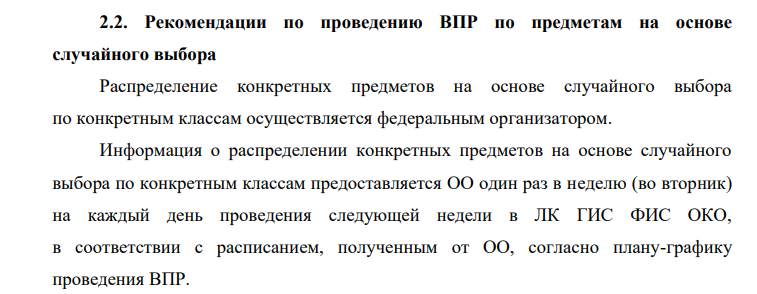 2.2. Рекомендации по проведению ВПР по предметам на основе
случайного выбора
Распределение конкретных предметов на основе случайного выбора
по конкретным классам осуществляется федеральным организатором.
Информация о распределении конкретных предметов на основе случайного
выбора по конкретным классам предоставляется ОО один раз в неделю (во вторник)
на каждый день проведения следующей недели в ЛК ГИС ФИС ОКО,
в соответствии с расписанием, полученным от ОО, согласно плану-графику
проведения ВПР.